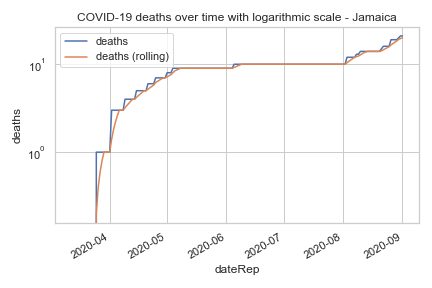 COVID-19 deaths over time with logarithmic scale - Jamaica
deaths
deaths (rolling)
10¹
10⁰
deaths
2020-04
2020-05
2020-06
2020-07
2020-08
2020-09
dateRep